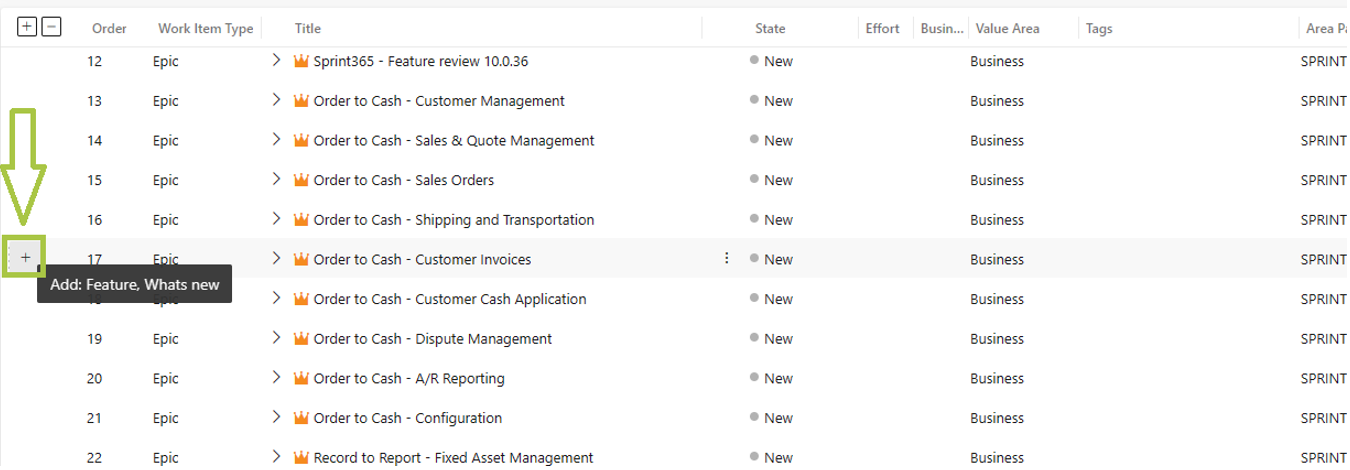 + − Order Work Item Type Title State Effort Busin... Value Area Tags Area Pa
12 Epic Sprint365 - Feature review 10.0.36 New Business SPRINT
13 Epic Order to Cash - Customer Management New Business SPRINT
14 Epic Order to Cash - Sales & Quote Management New Business SPRINT
15 Epic Order to Cash - Sales Orders New Business SPRINT
16 Epic Order to Cash - Shipping and Transportation New Business SPRINT
+ 17 Epic Order to Cash - Customer Invoices New Business SPRINT
Add: Feature, Whats new
Epic Order to Cash - Customer Cash Application New Business SPRINT
19 Epic Order to Cash - Dispute Management New Business SPRINT
20 Epic Order to Cash - A/R Reporting New Business SPRINT
21 Epic Order to Cash - Configuration New Business SPRINT
22 Epic Record to Report - Fixed Asset Management New Business SPRINT